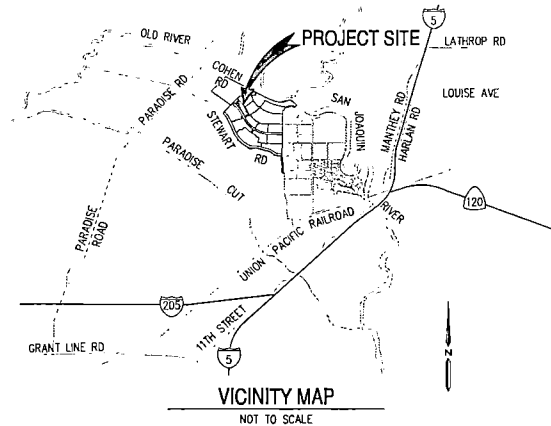 5
OLD RIVER
PROJECT SITE
LATHROP RD
COHEN
RD
PARADISE RD
SAN
JOAQUIN
RIVER
MANTHEY RD
HARLAN RD
LOUISE AVE
STEWART
RD
PARADISE
CUT
120
PARADISE
ROAD
UNION PACIFIC RAILROAD
205
11TH STREET
GRANT LINE RD
5
N
VICINITY MAP
NOT TO SCALE